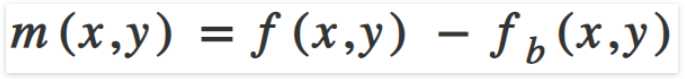 m(x,y) = f(x,y) − f_b(x,y)